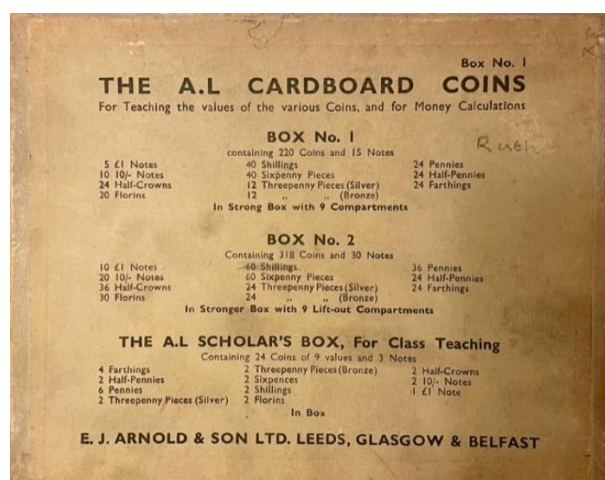 Box No. 1
THE A.L CARDBOARD COINS
For Teaching the values of the various Coins, and for Money Calculations
BOX No. 1
containing 220 Coins and 15 Notes
Ruth
5 £1 Notes 40 Shillings 24 Pennies
10 10/- Notes 40 Sixpenny Pieces 24 Half-Pennies
24 Half-Crowns 12 Threepenny Pieces (Silver) 24 Farthings
20 Florins 12 ,, ,, (Bronze)
In Strong Box with 9 Compartments
BOX No. 2
Containing 318 Coins and 30 Notes
10 £1 Notes 60 Shillings 36 Pennies
20 10/- Notes 60 Sixpenny Pieces 24 Half-Pennies
36 Half-Crowns 24 Threepenny Pieces (Silver) 24 Farthings
30 Florins 24 ,, ,, (Bronze)
In Stronger Box with 9 Lift-out Compartments
THE A.L SCHOLAR'S BOX, For Class Teaching
Containing 24 Coins of 9 values and 3 Notes
4 Farthings 2 Threepenny Pieces (Bronze) 2 Half-Crowns
2 Half-Pennies 2 Sixpences 2 10/- Notes
6 Pennies 2 Shillings 1 £1 Note
2 Threepenny Pieces (Silver) 2 Florins
In Box
E. J. ARNOLD & SON LTD. LEEDS, GLASGOW & BELFAST